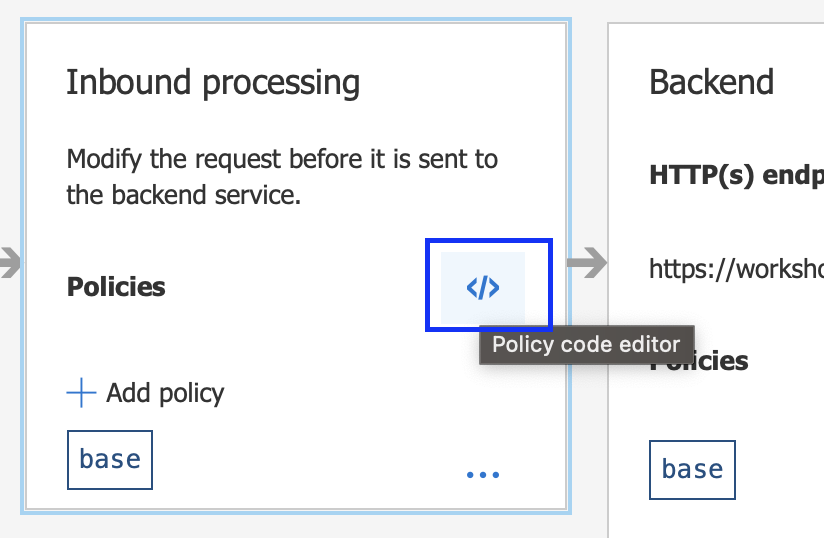 Inbound processing
Modify the request before it is sent to
the backend service.
Policies
</>
Policy code editor
Add policy
base
...
Backend
HTTP(s) endp
https://worksho
licies
base